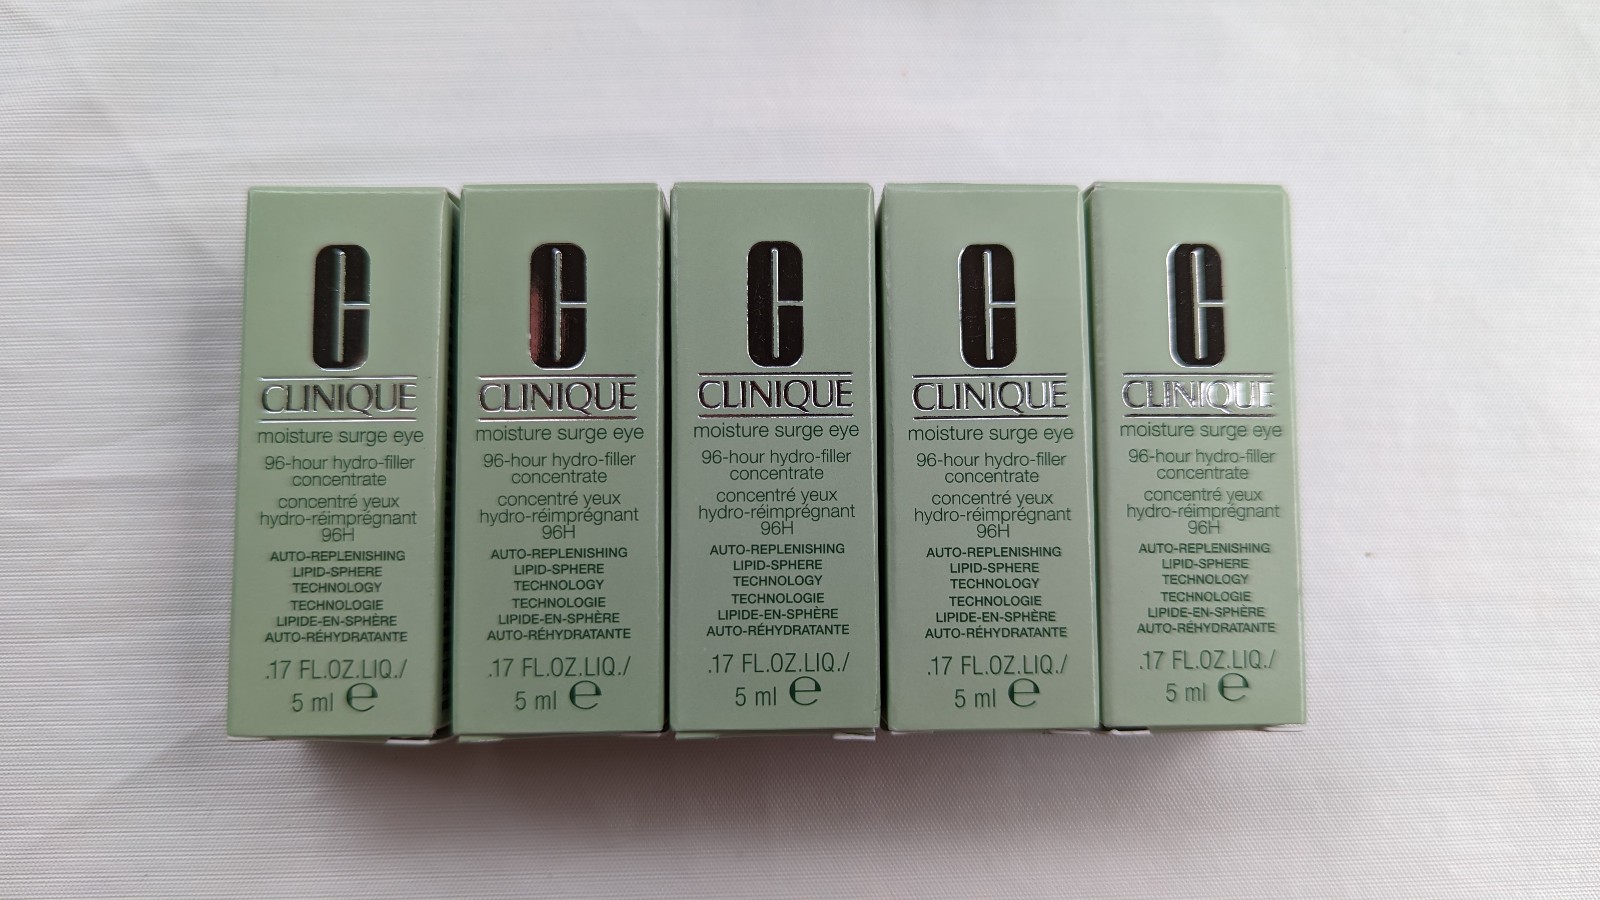 C
CLINIQUE
moisture surge eye
96-hour hydro-filler
concentrate
concentré yeux
hydro-réimprégnant
96H
AUTO-REPLENISHING
LIPID-SPHERE
TECHNOLOGY
TECHNOLOGIE
LIPIDE-EN-SPHÈRE
AUTO-RÉHYDRATANTE
.17 FL.OZ.LIQ./
5 ml ℮
C
CLINIQUE
moisture surge eye
96-hour hydro-filler
concentrate
concentré yeux
hydro-réimprégnant
96H
AUTO-REPLENISHING
LIPID-SPHERE
TECHNOLOGY
TECHNOLOGIE
LIPIDE-EN-SPHÈRE
AUTO-RÉHYDRATANTE
.17 FL.OZ.LIQ./
5 ml ℮
C
CLINIQUE
moisture surge eye
96-hour hydro-filler
concentrate
concentré yeux
hydro-réimprégnant
96H
AUTO-REPLENISHING
LIPID-SPHERE
TECHNOLOGY
TECHNOLOGIE
LIPIDE-EN-SPHÈRE
AUTO-RÉHYDRATANTE
.17 FL.OZ.LIQ./
5 ml ℮
C
CLINIQUE
moisture surge eye
96-hour hydro-filler
concentrate
concentré yeux
hydro-réimprégnant
96H
AUTO-REPLENISHING
LIPID-SPHERE
TECHNOLOGY
TECHNOLOGIE
LIPIDE-EN-SPHÈRE
AUTO-RÉHYDRATANTE
.17 FL.OZ.LIQ./
5 ml ℮
C
CLINIQUE
moisture surge eye
96-hour hydro-filler
concentrate
concentré yeux
hydro-réimprégnant
96H
AUTO-REPLENISHING
LIPID-SPHERE
TECHNOLOGY
TECHNOLOGIE
LIPIDE-EN-SPHÈRE
AUTO-RÉHYDRATANTE
.17 FL.OZ.LIQ./
5 ml ℮